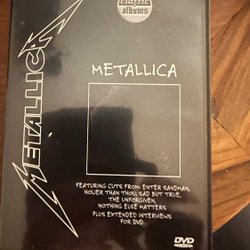 classic
albums
METALLICA
METALLICA
FEATURING CUTS FROM: ENTER SANDMAN,
HOLIER THAN THOU, SAD BUT TRUE,
THE UNFORGIVEN,
NOTHING ELSE MATTERS
PLUS EXTENDED INTERVIEWS
FOR DVD
DVD